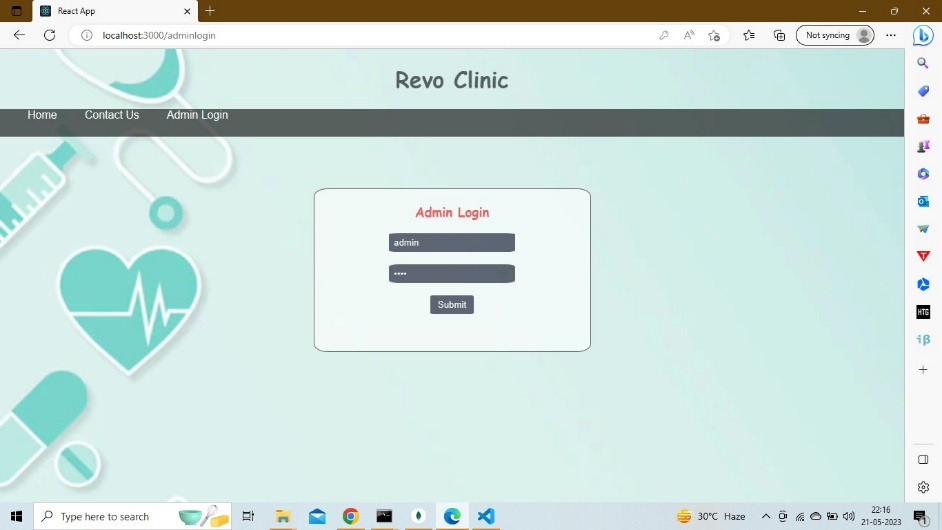 React App
localhost:3000/adminlogin
Not syncing
Revo Clinic
Home Contact Us Admin Login
Admin Login
admin
••••
Submit
HTG
Type here to search
30°C Haze
22:16
21-05-2023